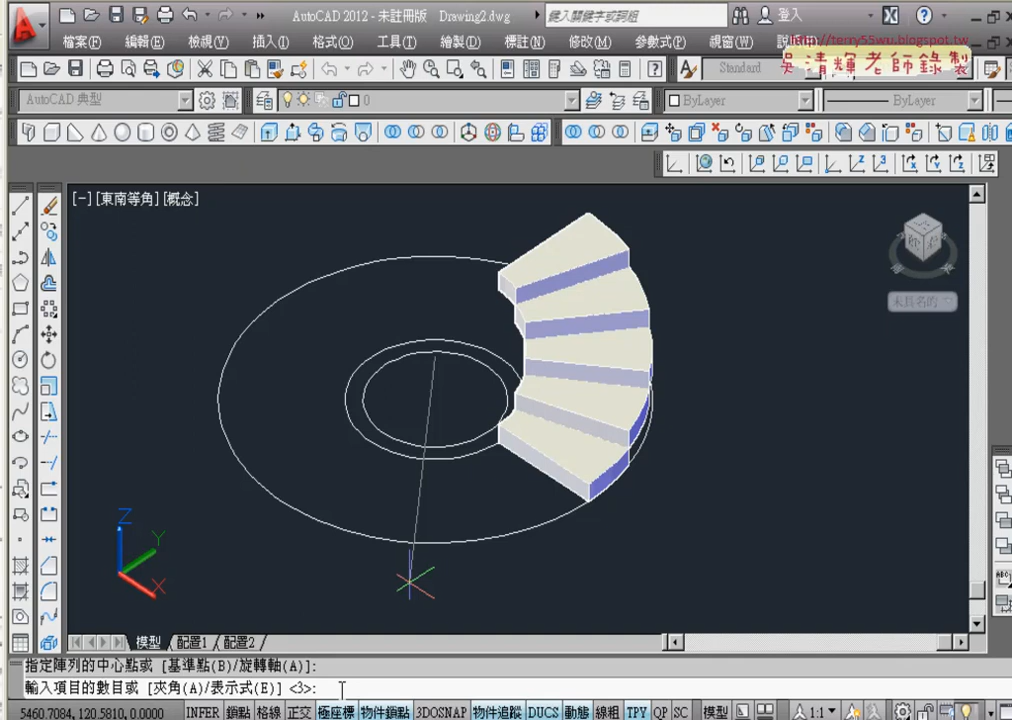 AutoCAD 2012 - 未註冊版 Drawing2.dwg
鍵入關鍵字或詞組
登入
檔案(F) 編輯(E) 檢視(V) 插入(I) 格式(O) 工具(T) 繪製(D) 標註(N) 修改(M) 參數式(P) 視窗(W)
http://terry55wu.blogspot.tw
吳清輝老師錄製
Standard
AutoCAD 典型
0
ByLayer
ByLayer
[-][東南等角][概念]
未具名的
Z
Y
X
模型 配置1 配置2
指定陣列的中心點或 [基準點(B)/旋轉軸(A)]:
輸入項目的數目或 [夾角(A)/表示式(E)] <3>:
5460.7084, 120.5810, 0.0000 INFER 鎖點 格線 正交 極座標 物件鎖點 3DOSNAP 物件追蹤 DUCS 動態 線粗 TPY QP SC 模型 1:1